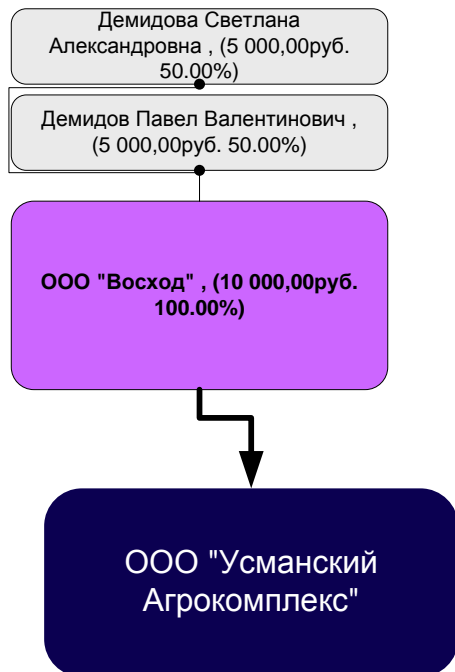 Демидова Светлана
Александровна , (5 000,00руб.
50.00%)
Демидов Павел Валентинович ,
(5 000,00руб. 50.00%)
ООО "Восход" , (10 000,00руб.
100.00%)
ООО "Усманский
Агрокомплекс"